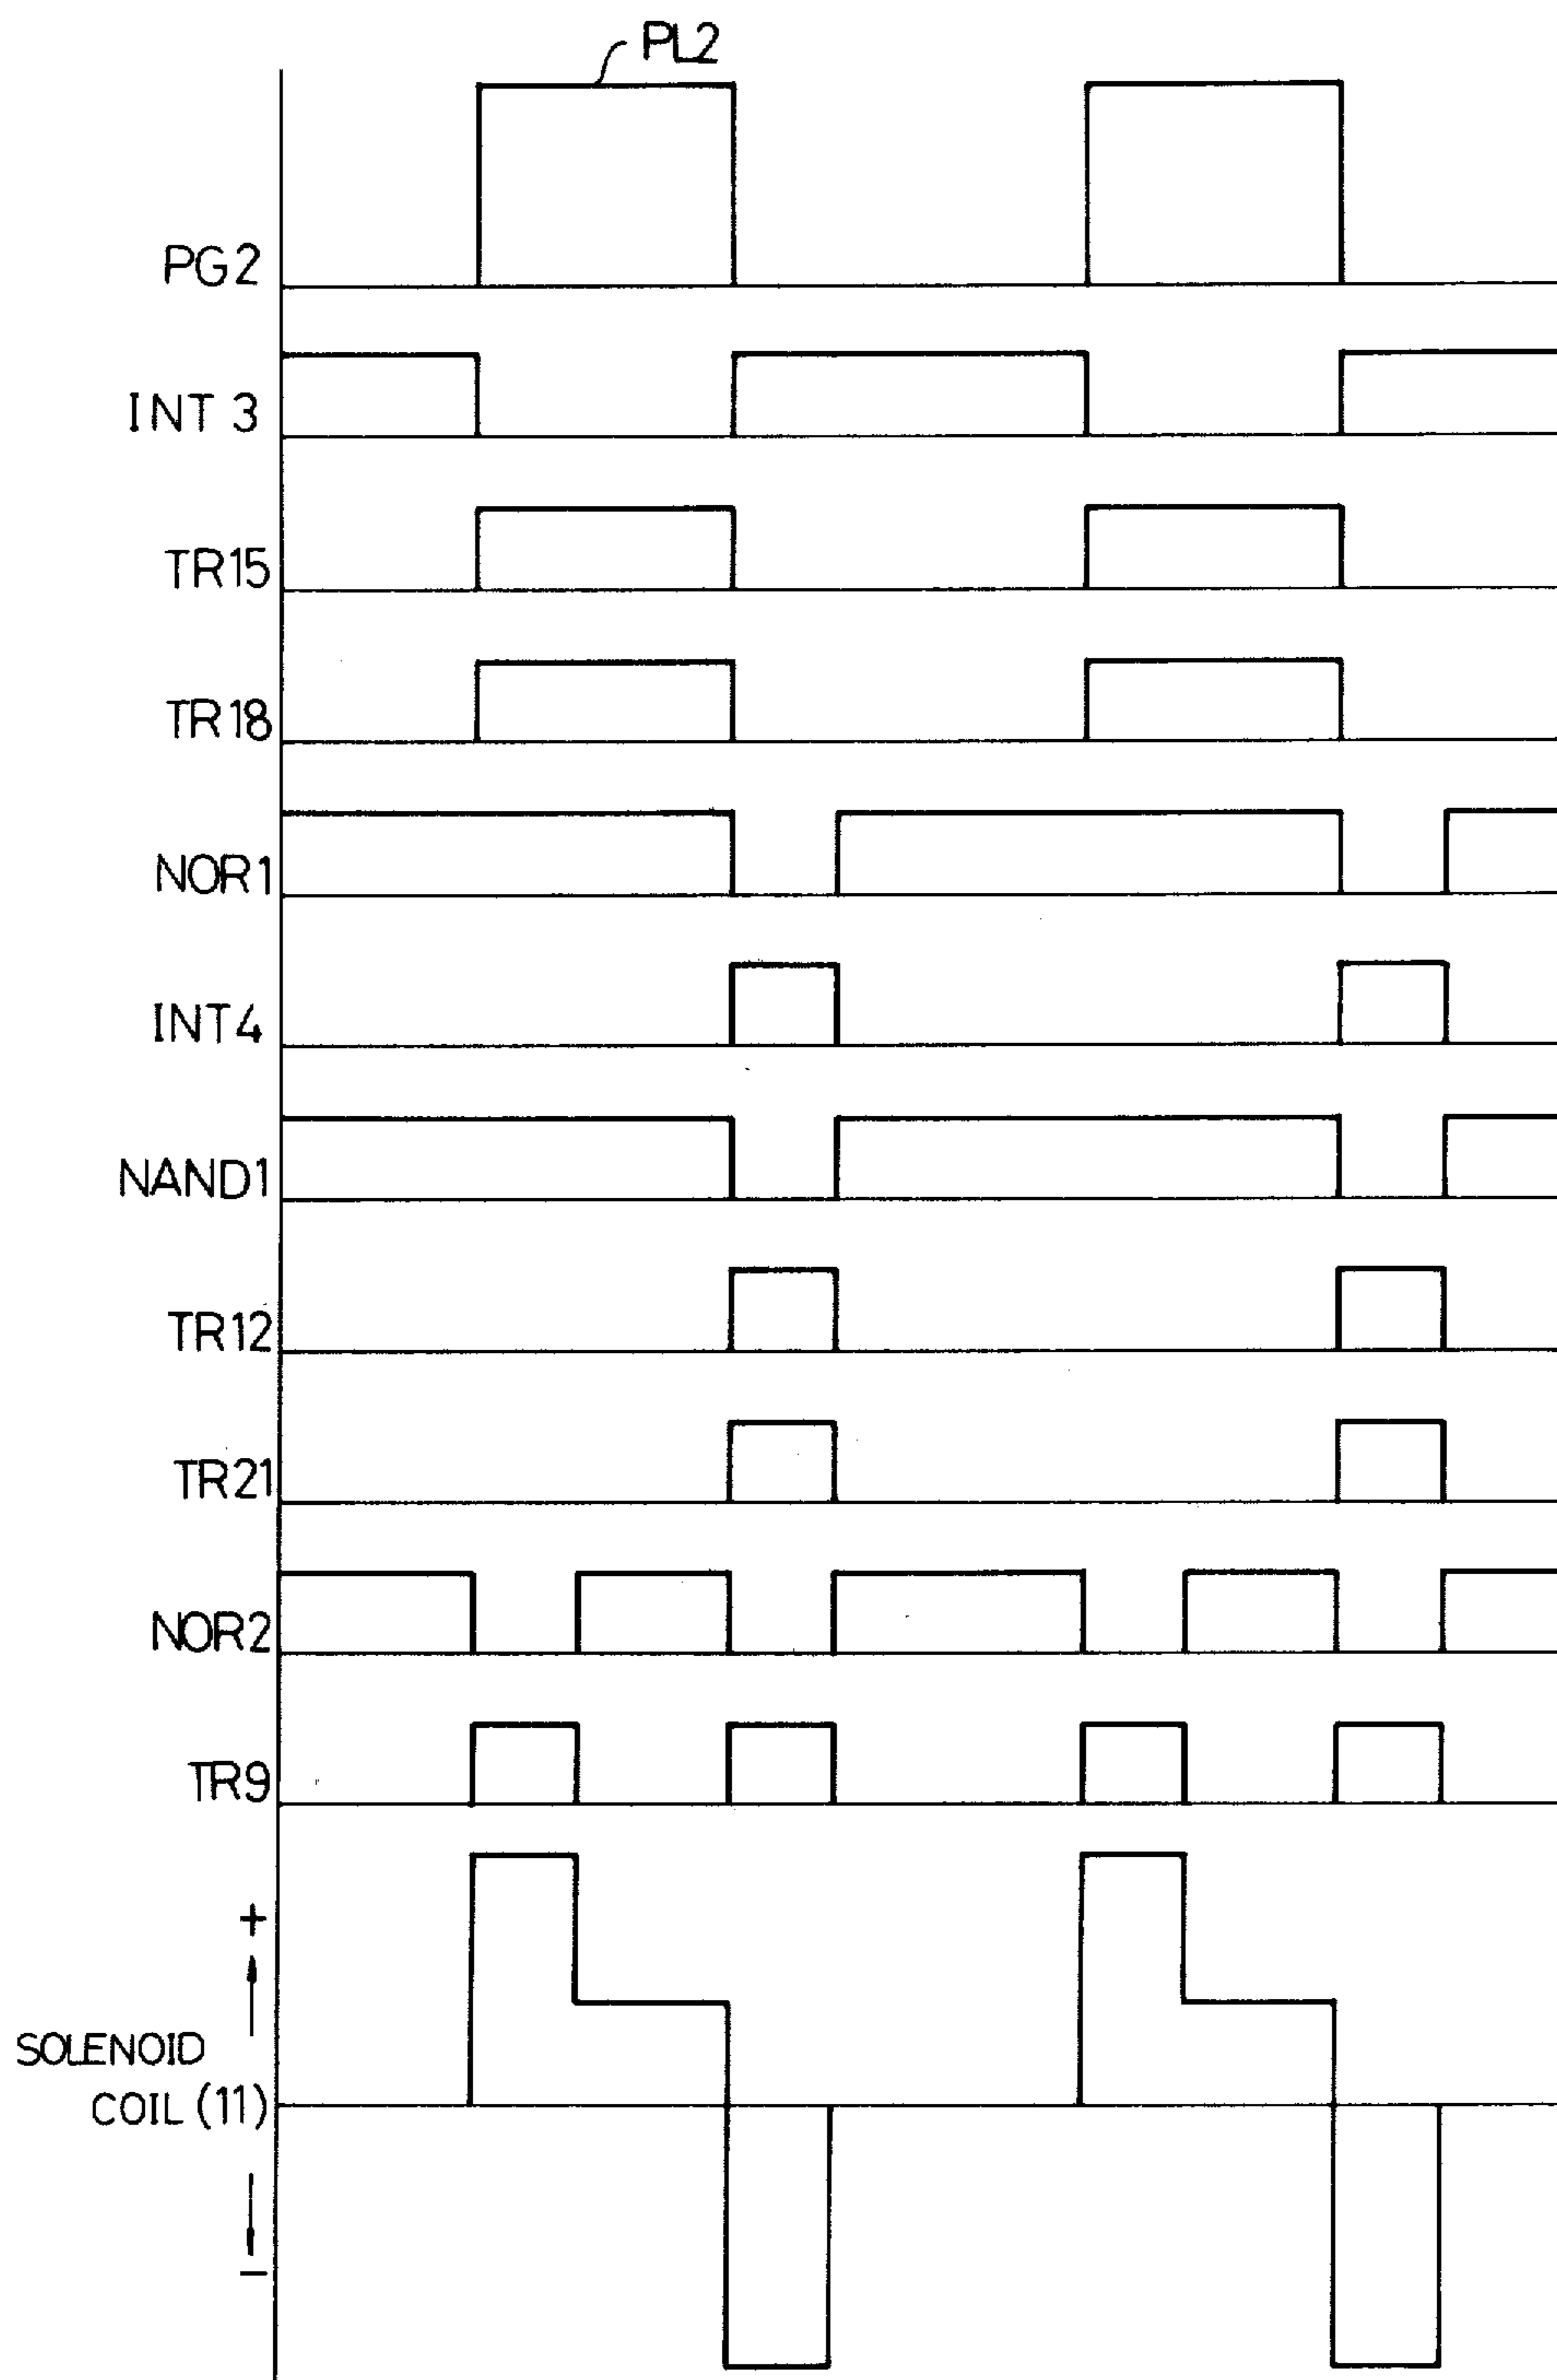 PL2
PG2
INT 3
TR15
TR18
NOR1
INT4
NAND1
TR12
TR21
NOR2
TR9
+
SOLENOID
COIL (11)
−